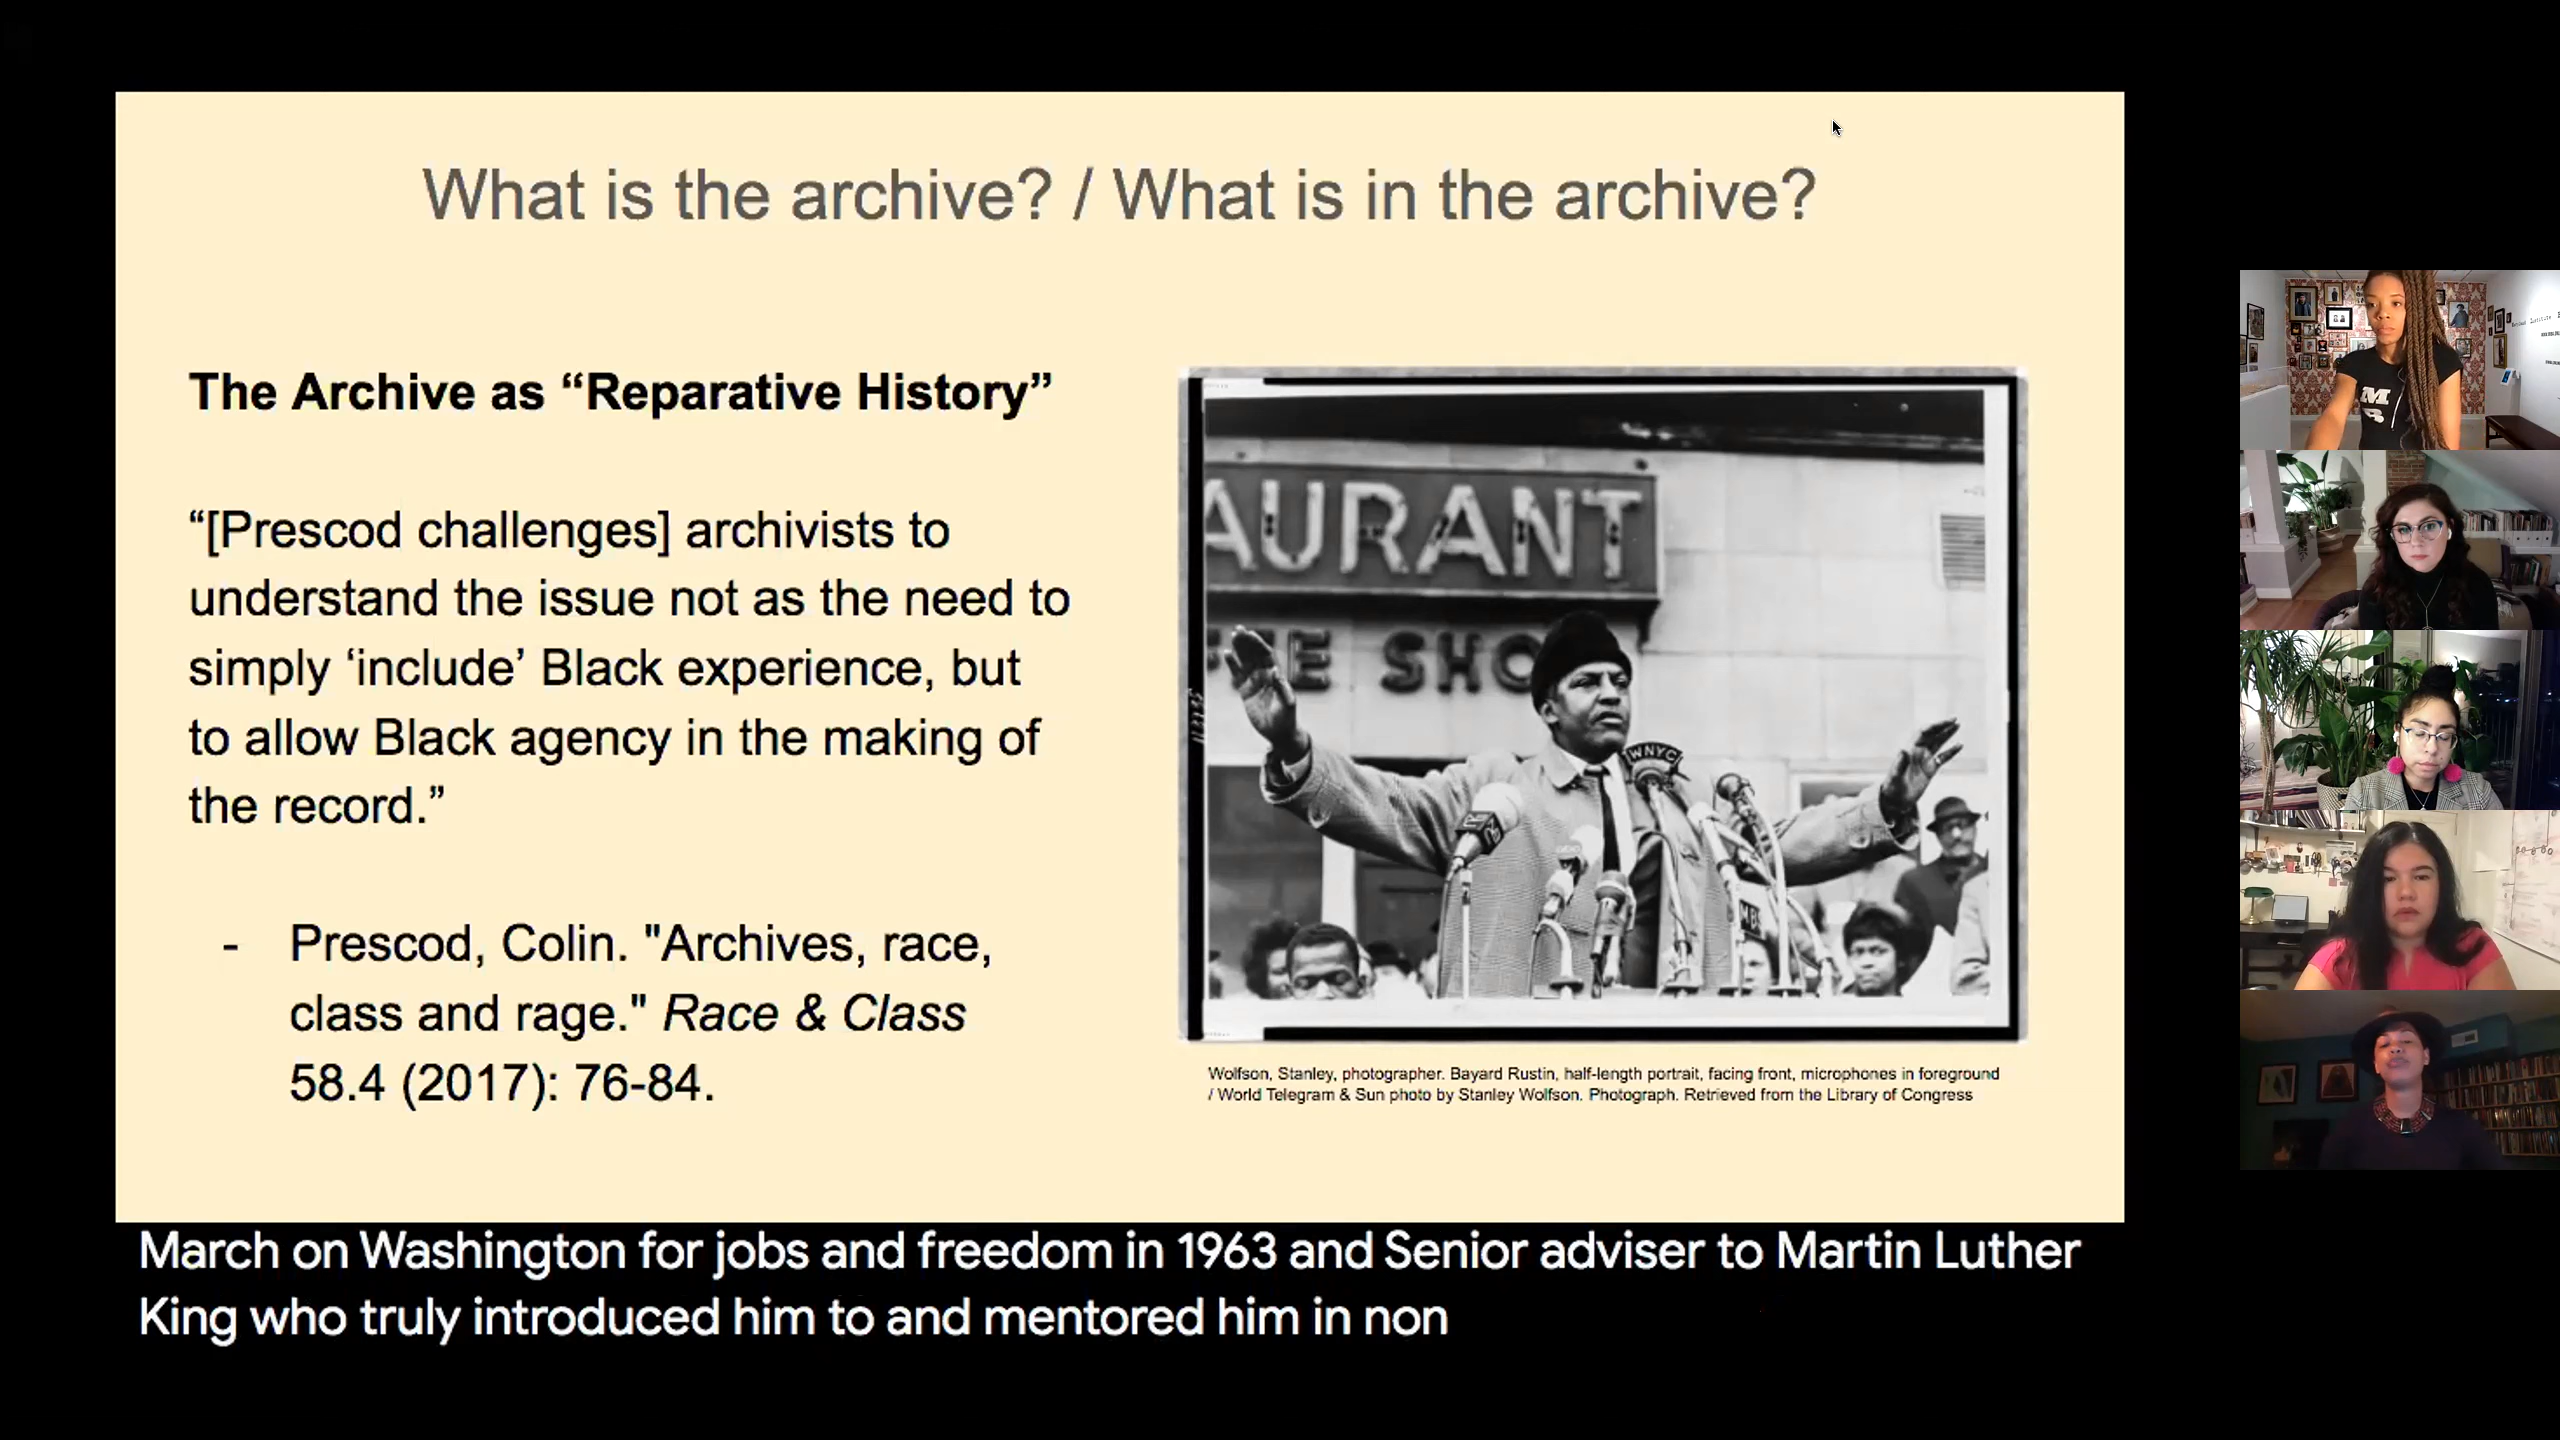 What is the archive? / What is in the archive?
The Archive as “Reparative History”
“[Prescod challenges] archivists to
understand the issue not as the need to
simply ‘include’ Black experience, but
to allow Black agency in the making of
the record.”
- Prescod, Colin. "Archives, race,
class and rage." Race & Class
58.4 (2017): 76-84.
AURANT
SHO
WNYC
MBS
Wolfson, Stanley, photographer. Bayard Rustin, half-length portrait, facing front, microphones in foreground
/ World Telegram & Sun photo by Stanley Wolfson. Photograph. Retrieved from the Library of Congress
M
B
March on Washington for jobs and freedom in 1963 and Senior adviser to Martin Luther
King who truly introduced him to and mentored him in non